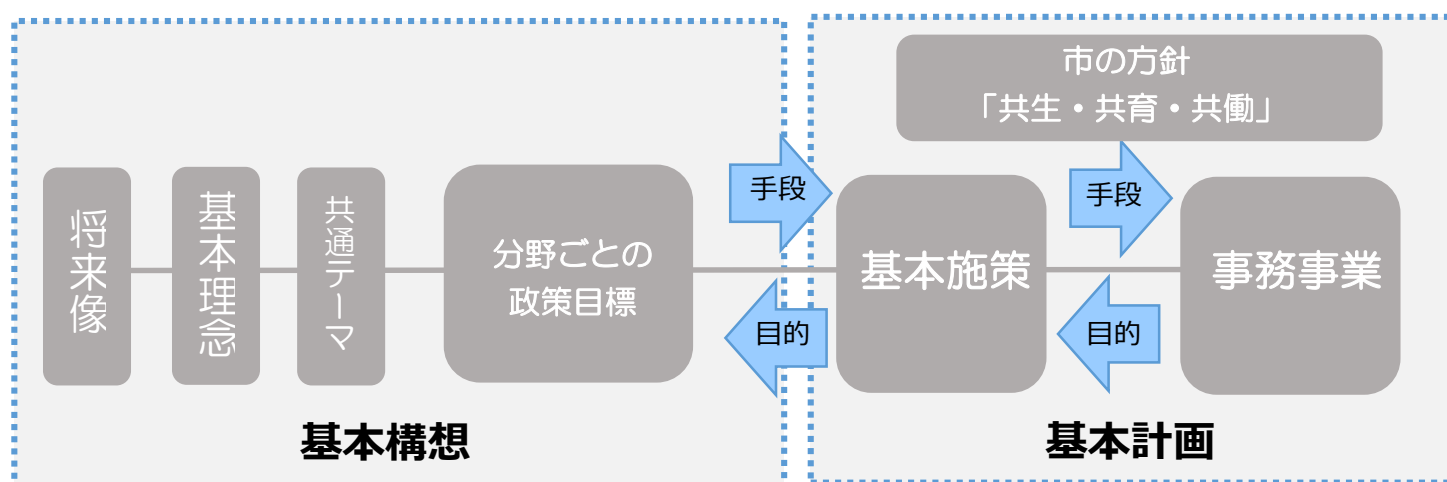 市の方針
「共生・共育・共働」
将来像
基本理念
共通テーマ
分野ごとの
政策目標
手段
目的
基本施策
手段
目的
事務事業
基本構想
基本計画